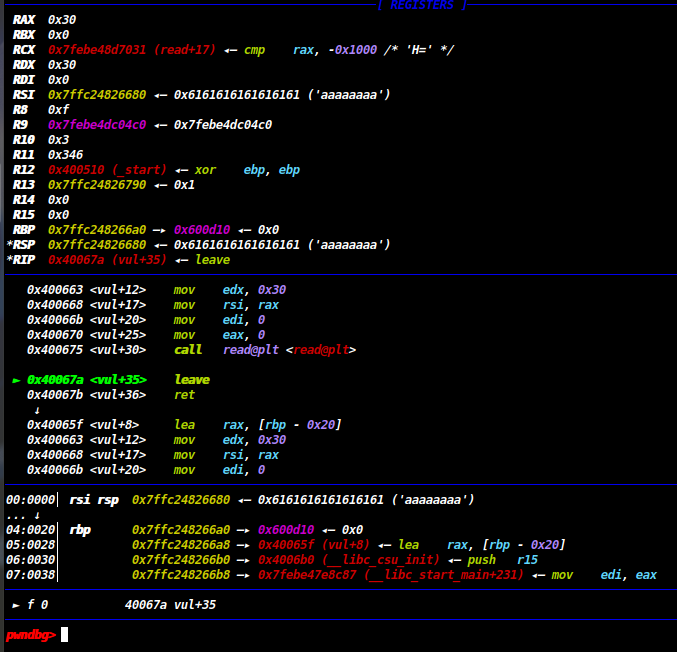 [ REGISTERS ]
RAX 0x30
RBX 0x0
RCX 0x7febe48d7031 (read+17) ◂— cmp rax, -0x1000 /* 'H=' */
RDX 0x30
RDI 0x0
RSI 0x7ffc24826680 ◂— 0x6161616161616161 ('aaaaaaaa')
R8 0xf
R9 0x7febe4dc04c0 ◂— 0x7febe4dc04c0
R10 0x3
R11 0x346
R12 0x400510 (_start) ◂— xor ebp, ebp
R13 0x7ffc24826790 ◂— 0x1
R14 0x0
R15 0x0
RBP 0x7ffc248266a0 —▸ 0x600d10 ◂— 0x0
*RSP 0x7ffc24826680 ◂— 0x6161616161616161 ('aaaaaaaa')
*RIP 0x40067a (vul+35) ◂— leave
0x400663 <vul+12> mov edx, 0x30
0x400668 <vul+17> mov rsi, rax
0x40066b <vul+20> mov edi, 0
0x400670 <vul+25> mov eax, 0
0x400675 <vul+30> call read@plt <read@plt>
► 0x40067a <vul+35> leave
0x40067b <vul+36> ret
↓
0x40065f <vul+8> lea rax, [rbp - 0x20]
0x400663 <vul+12> mov edx, 0x30
0x400668 <vul+17> mov rsi, rax
0x40066b <vul+20> mov edi, 0
00:0000│ rsi rsp 0x7ffc24826680 ◂— 0x6161616161616161 ('aaaaaaaa')
... ↓
04:0020│ rbp 0x7ffc248266a0 —▸ 0x600d10 ◂— 0x0
05:0028│ 0x7ffc248266a8 —▸ 0x40065f (vul+8) ◂— lea rax, [rbp - 0x20]
06:0030│ 0x7ffc248266b0 —▸ 0x4006b0 (__libc_csu_init) ◂— push r15
07:0038│ 0x7ffc248266b8 —▸ 0x7febe47e8c87 (__libc_start_main+231) ◂— mov edi, eax
► f 0 40067a vul+35
pwndbg>